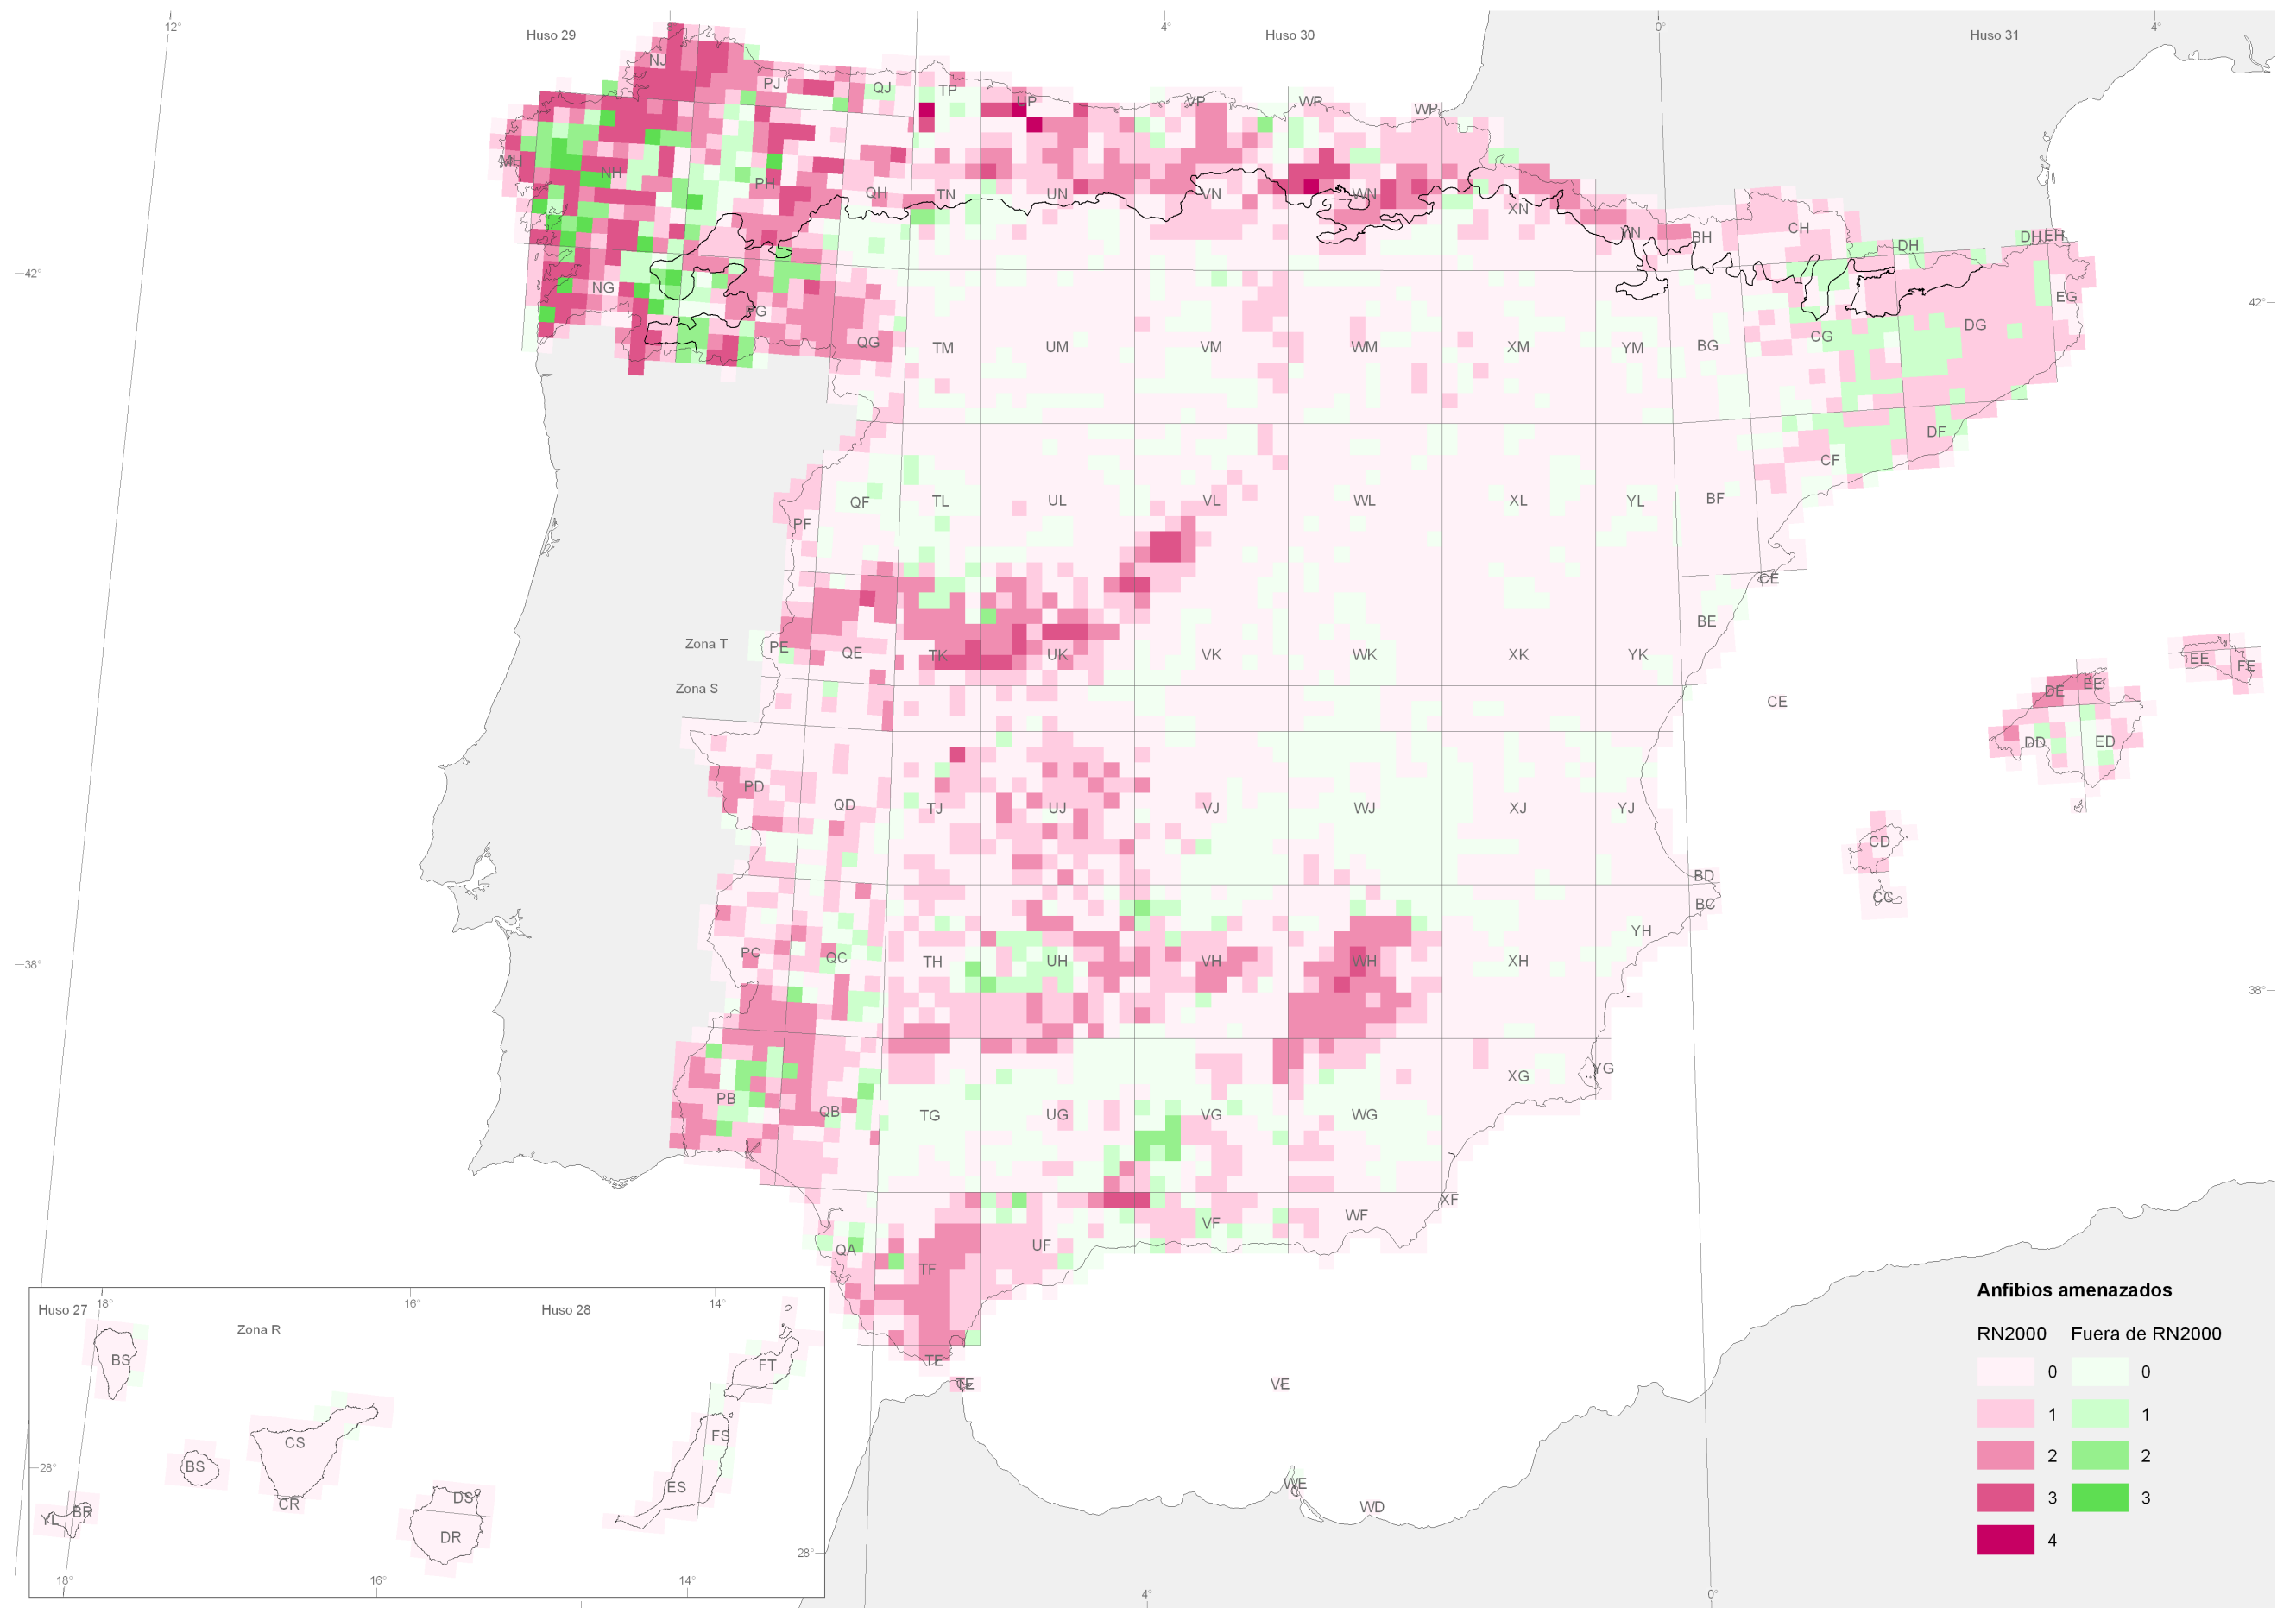 12°
4°
0°
4°
Huso 29
Huso 30
Huso 31
NJ
PJ
QJ
TP
UP
VP
WP
WP
MH
NH
PH
QH
TN
UN
VN
WN
XN
YN
BH
CH
DH
DH
EH
42°
42°
NG
PG
QG
TM
UM
VM
WM
XM
YM
BG
CG
DG
EG
CF
DF
PF
QF
TL
UL
VL
WL
XL
YL
BF
CE
BE
Zona T
PE
QE
TK
UK
VK
WK
XK
YK
EE
FE
Zona S
CE
DE
EE
DD
ED
PD
QD
TJ
UJ
VJ
WJ
XJ
YJ
CD
BD
BC
CC
PC
QC
TH
UH
VH
WH
XH
YH
38°
38°
PB
QB
TG
UG
VG
WG
XG
YG
XF
QA
TF
UF
VF
WF
TE
TE
VE
WE
WD
Huso 27
18°
16°
Huso 28
14°
Zona R
BS
FT
CS
FS
BS
28°
ES
YL
BR
CR
DS
DR
28°
18°
16°
14°
4°
0°
Anfibios amenazados
RN2000 Fuera de RN2000
0 0
1 1
2 2
3 3
4